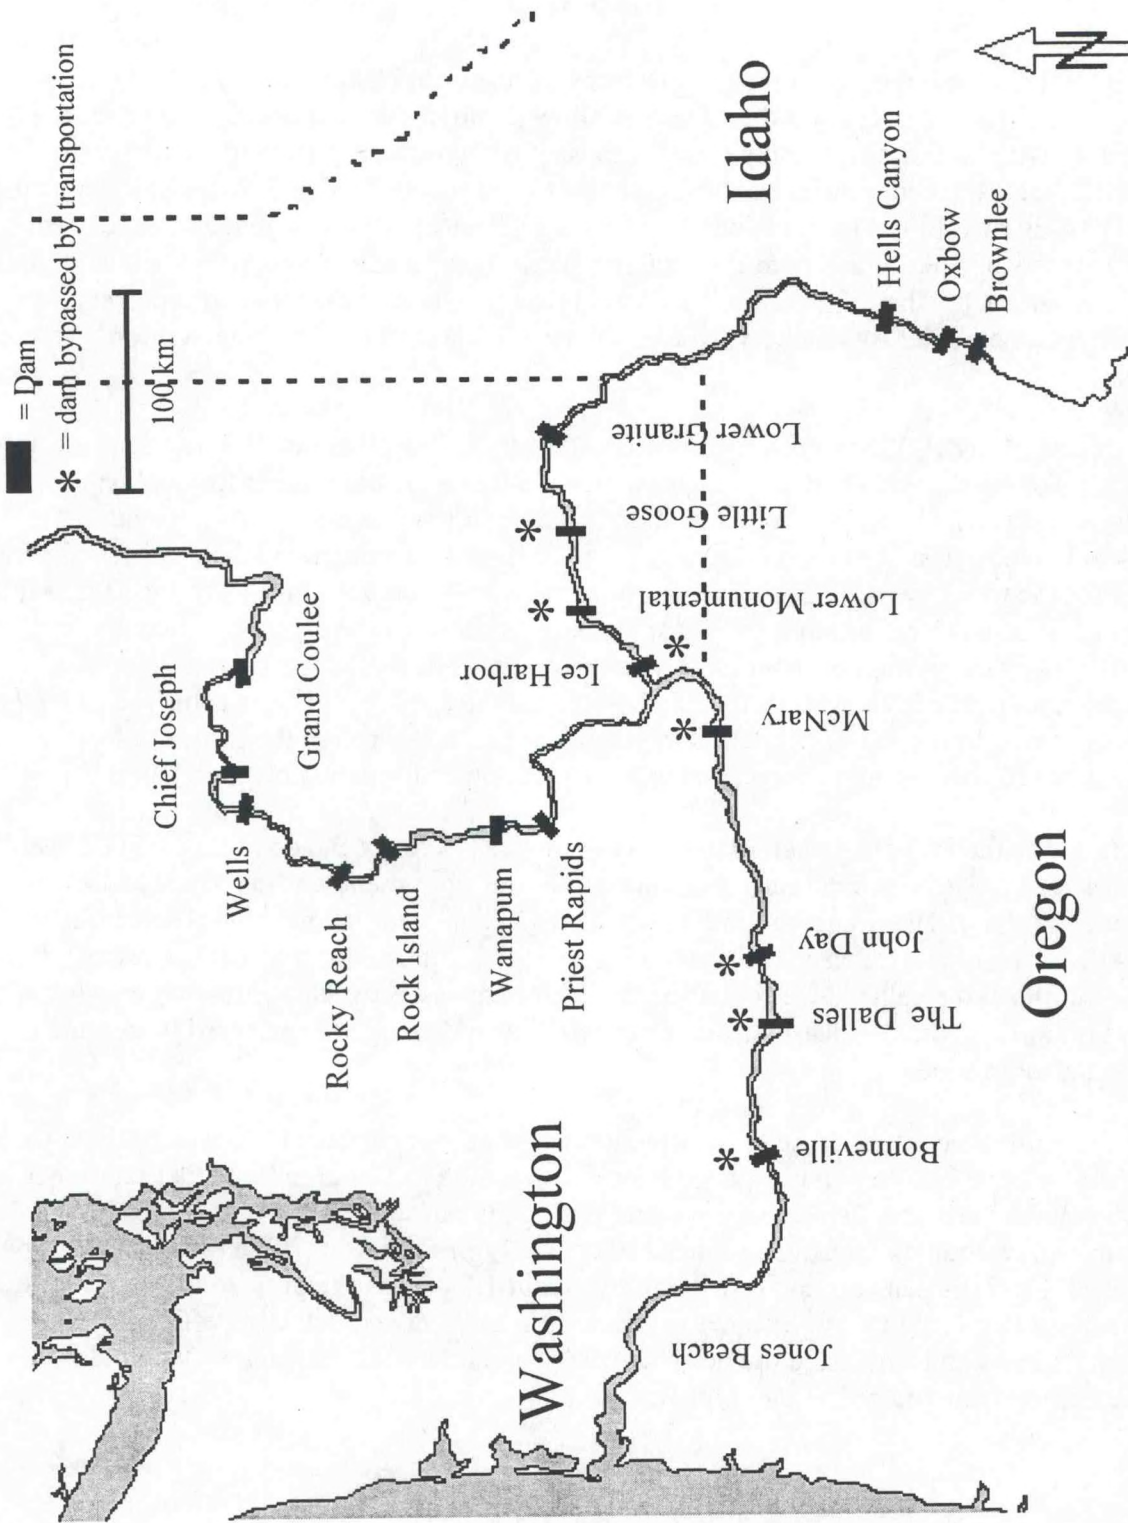 = Dam
* = dam bypassed by transportation
100 km
N
Chief Joseph
Grand Coulee
Wells
Rocky Reach
Rock Island
Wanapum
Priest Rapids
Ice Harbor
Lower Monumental
Little Goose
Lower Granite
Idaho
Hells Canyon
Oxbow
Brownlee
McNary
John Day
The Dalles
Bonneville
Washington
Oregon
Jones Beach